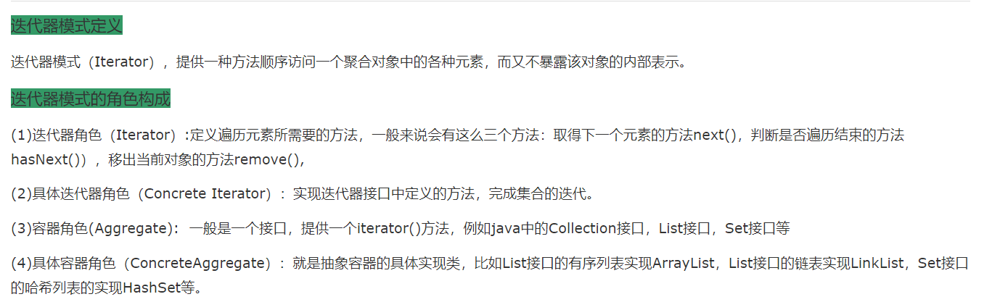 迭代器模式定义
迭代器模式（Iterator），提供一种方法顺序访问一个聚合对象中的各种元素，而又不暴露该对象的内部表示。
迭代器模式的角色构成
(1)迭代器角色（Iterator）:定义遍历元素所需要的方法，一般来说会有这么三个方法：取得下一个元素的方法next()，判断是否遍历结束的方法
hasNext()），移出当前对象的方法remove(),
(2)具体迭代器角色（Concrete Iterator）：实现迭代器接口中定义的方法，完成集合的迭代。
(3)容器角色(Aggregate): 一般是一个接口，提供一个iterator()方法，例如java中的Collection接口，List接口，Set接口等
(4)具体容器角色（ConcreteAggregate）：就是抽象容器的具体实现类，比如List接口的有序列表实现ArrayList，List接口的链表实现LinkList，Set接口
的哈希列表的实现HashSet等。